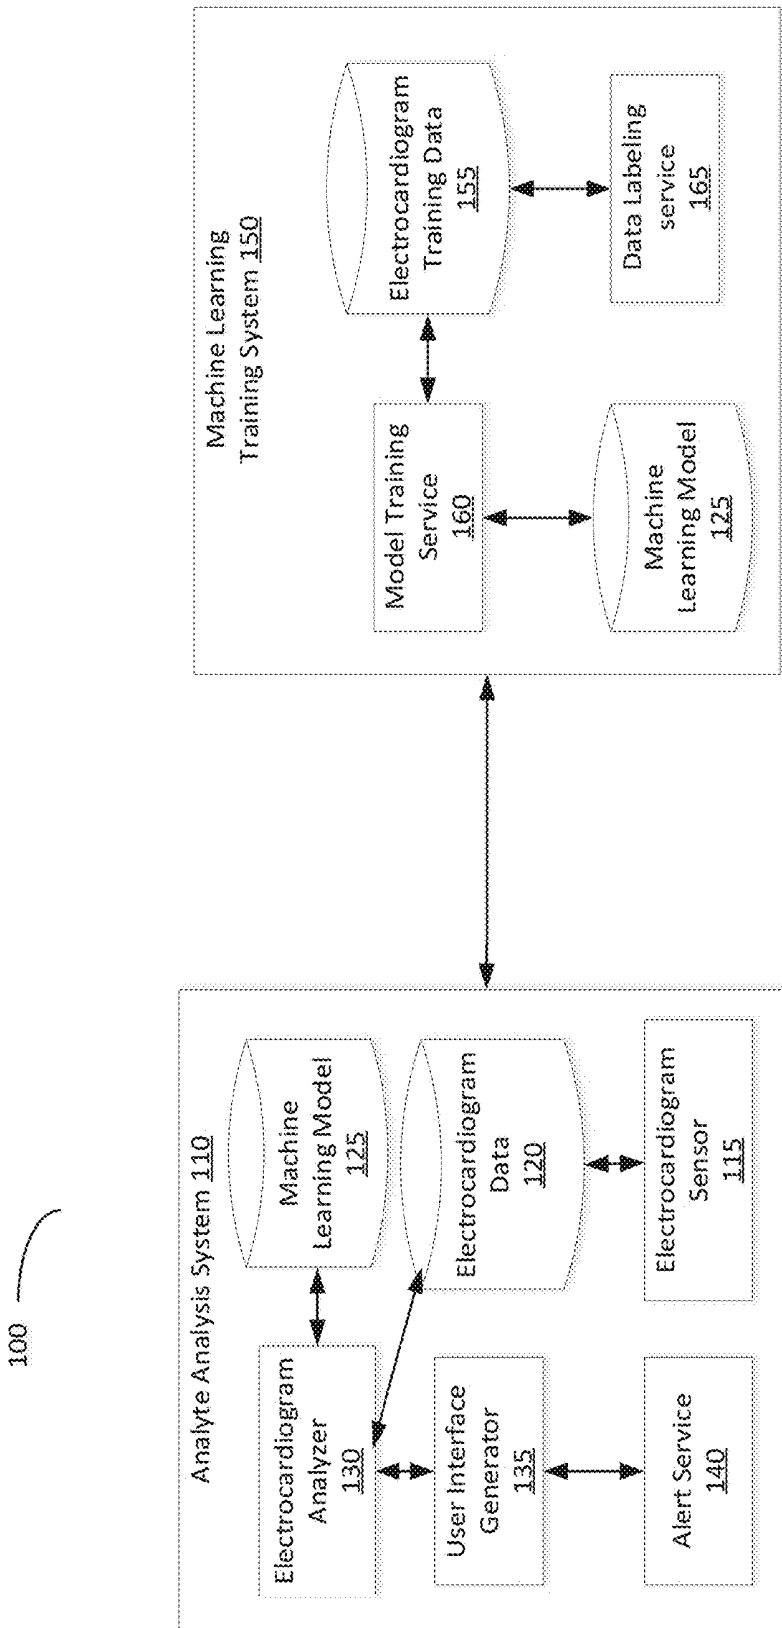 100
Analyte Analysis System 110
Electrocardiogram
Analyzer
130
Machine
Learning Model
125
User Interface
Generator
135
Electrocardiogram
Data
120
Alert Service
140
Electrocardiogram
Sensor
115
Machine Learning
Training System 150
Model Training
Service
160
Electrocardiogram
Training Data
155
Machine
Learning Model
125
Data Labeling
service
165